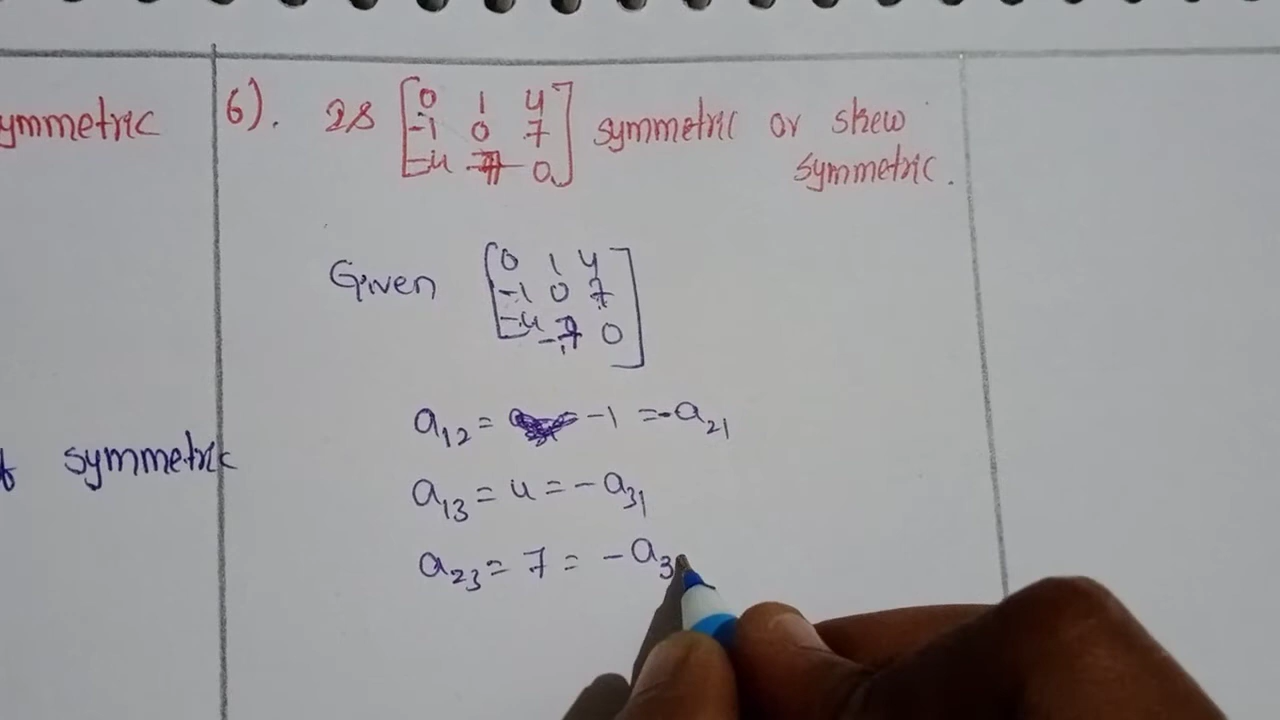 ymmetric
6). Is [0 1 4
-1 0 7
-4 -7 0] symmetric or skew
symmetric.
Given [0 1 4
-1 0 7
-4 -7 0]
a12 = -1 = -a21
symmetric
a13 = 4 = -a31
a23 = 7 = -a3